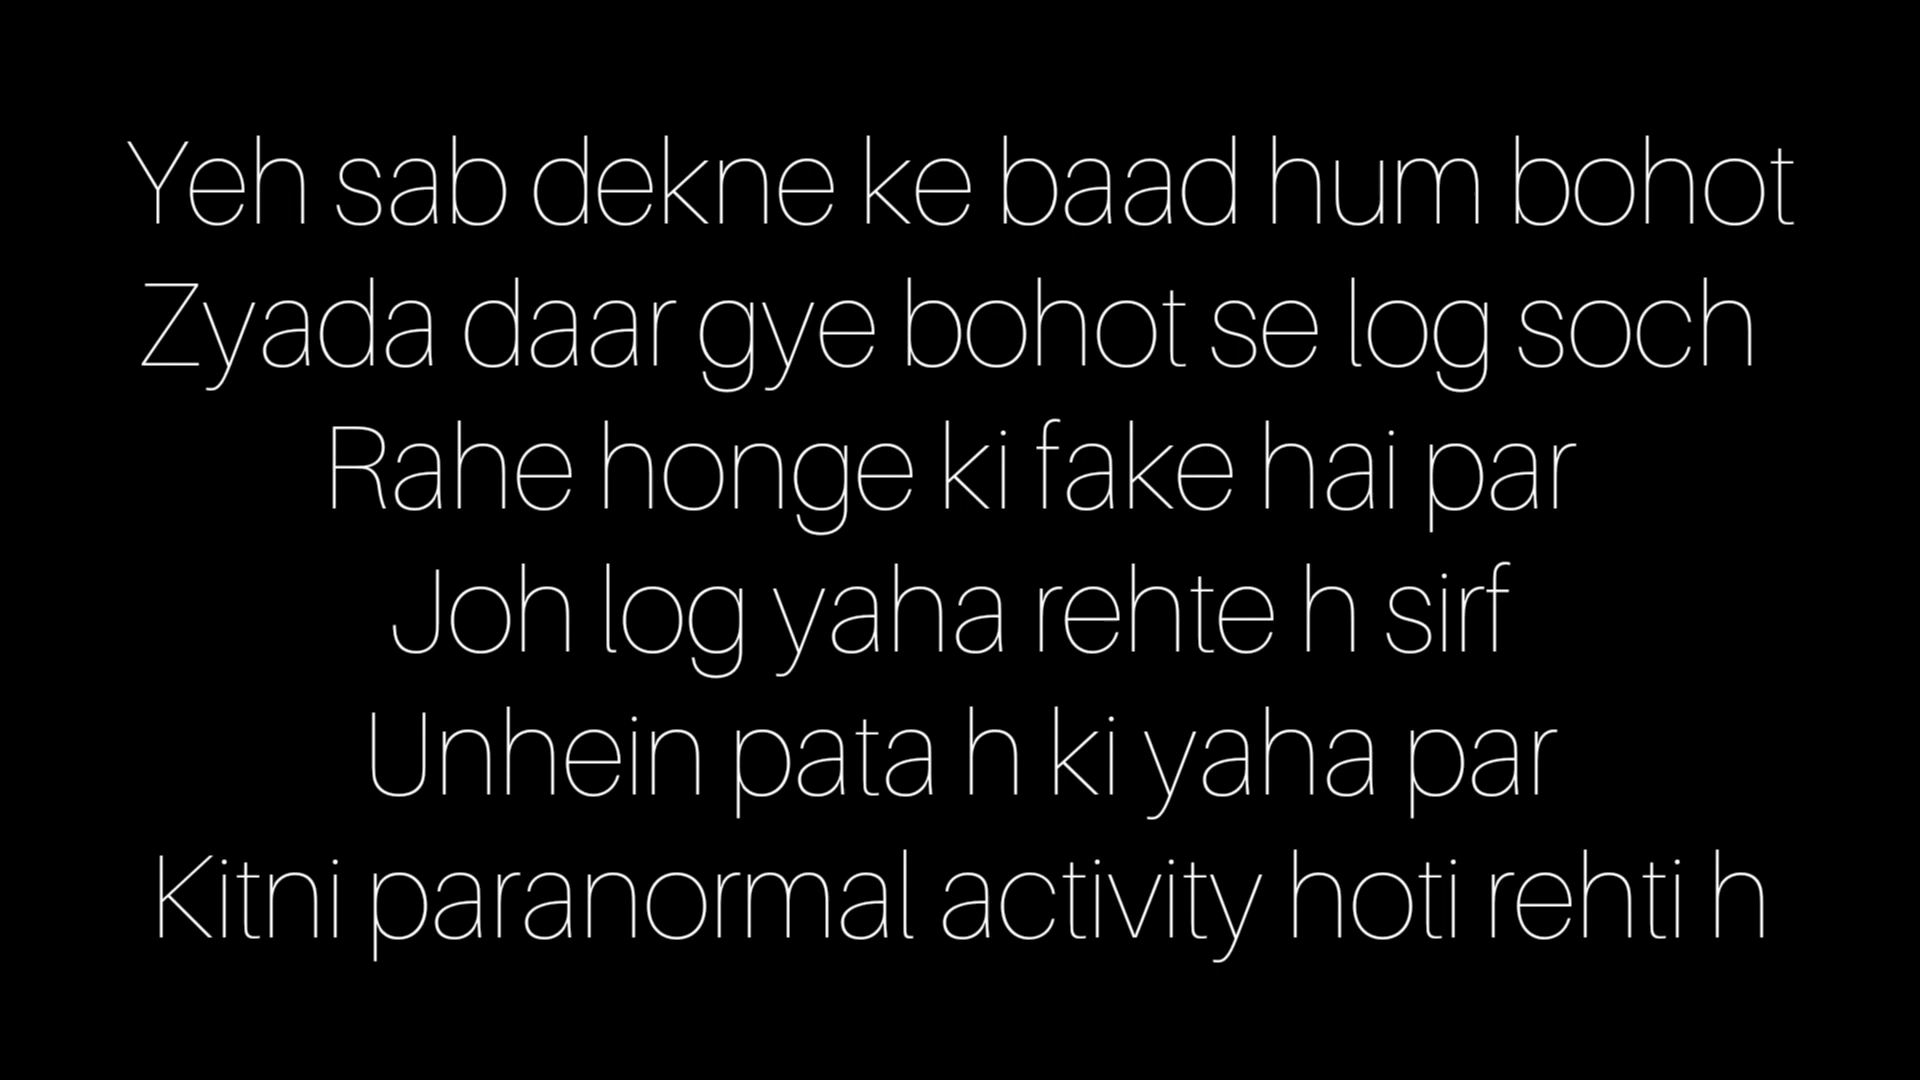 Yeh sab dekne ke baad hum bohot
Zyada daar gye bohot se log soch
Rahe honge ki fake hai par
Joh log yaha rehte h sirf
Unhein pata h ki yaha par
Kitni paranormal activity hoti rehti h